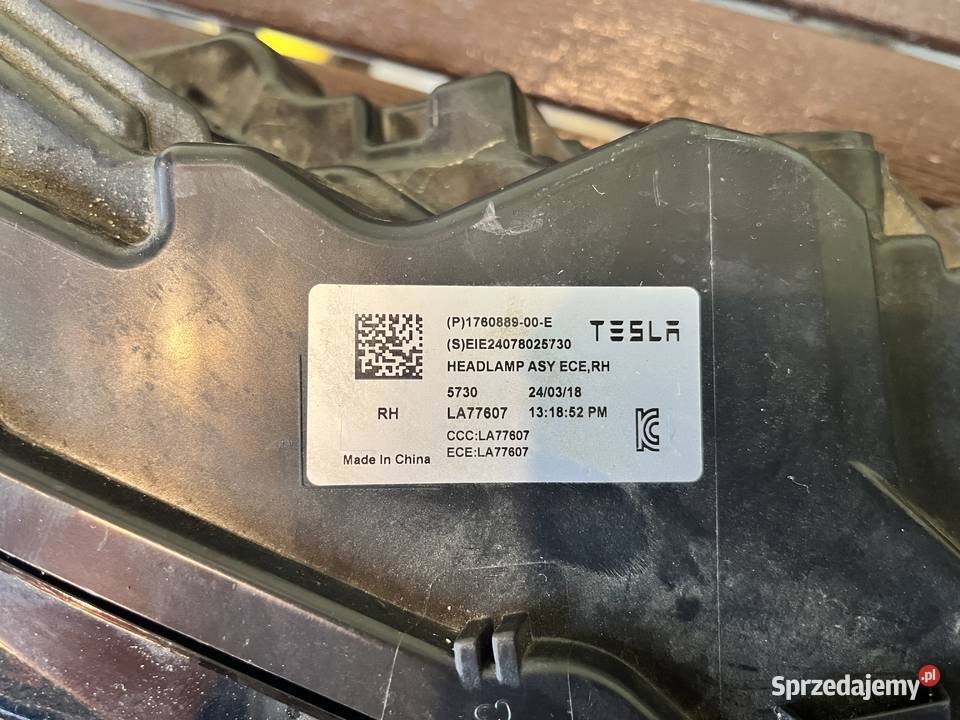 (P)1760889-00-E
TESLA
(S)EIE24078025730
HEADLAMP ASY ECE,RH
5730 24/03/18
RH LA77607 13:18:52 PM
CCC:LA77607
ECE:LA77607
Made In China
Sprzedajemy.pl